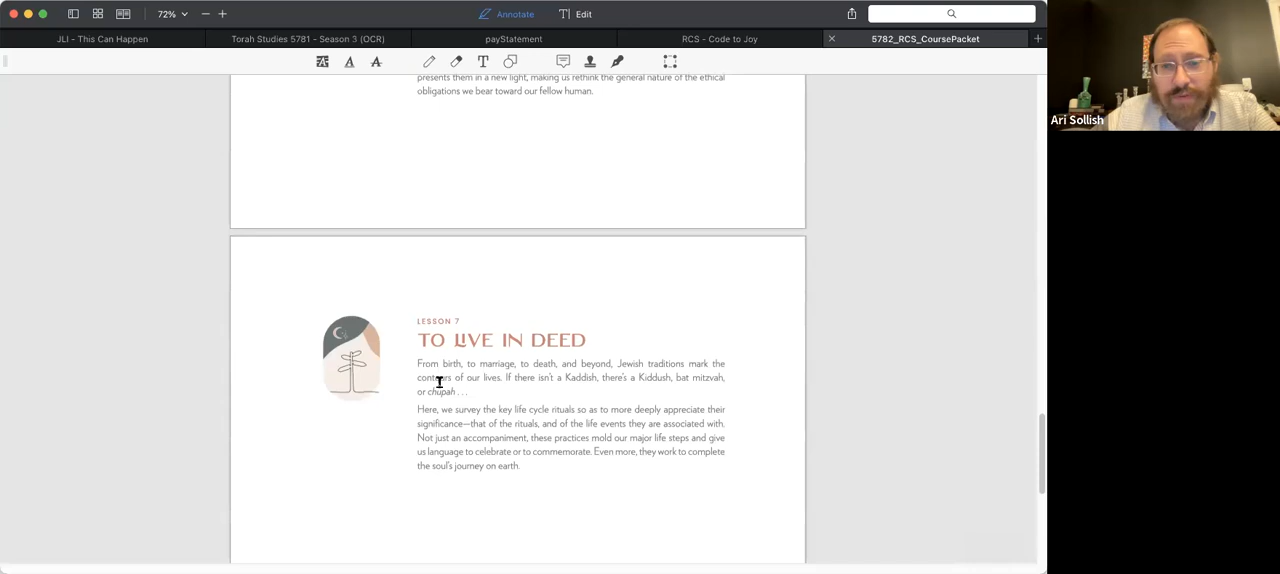 72%
Annotate
Edit
JLI - This Can Happen
Torah Studies 5781 - Season 3 (OCR)
payStatement
RCS - Code to Joy
5782_RCS_CoursePacket
presents them in a new light, making us rethink the general nature of the ethical
obligations we bear toward our fellow human.
Ari Sollish
LESSON 7
TO LIVE IN DEED
From birth, to marriage, to death, and beyond, Jewish traditions mark the
contours of our lives. If there isn't a Kaddish, there's a Kiddush, bat mitzvah,
or chupah . . .
Here, we survey the key life cycle rituals so as to more deeply appreciate their
significance—that of the rituals, and of the life events they are associated with.
Not just an accompaniment, these practices mold our major life steps and give
us language to celebrate or to commemorate. Even more, they work to complete
the soul's journey on earth.